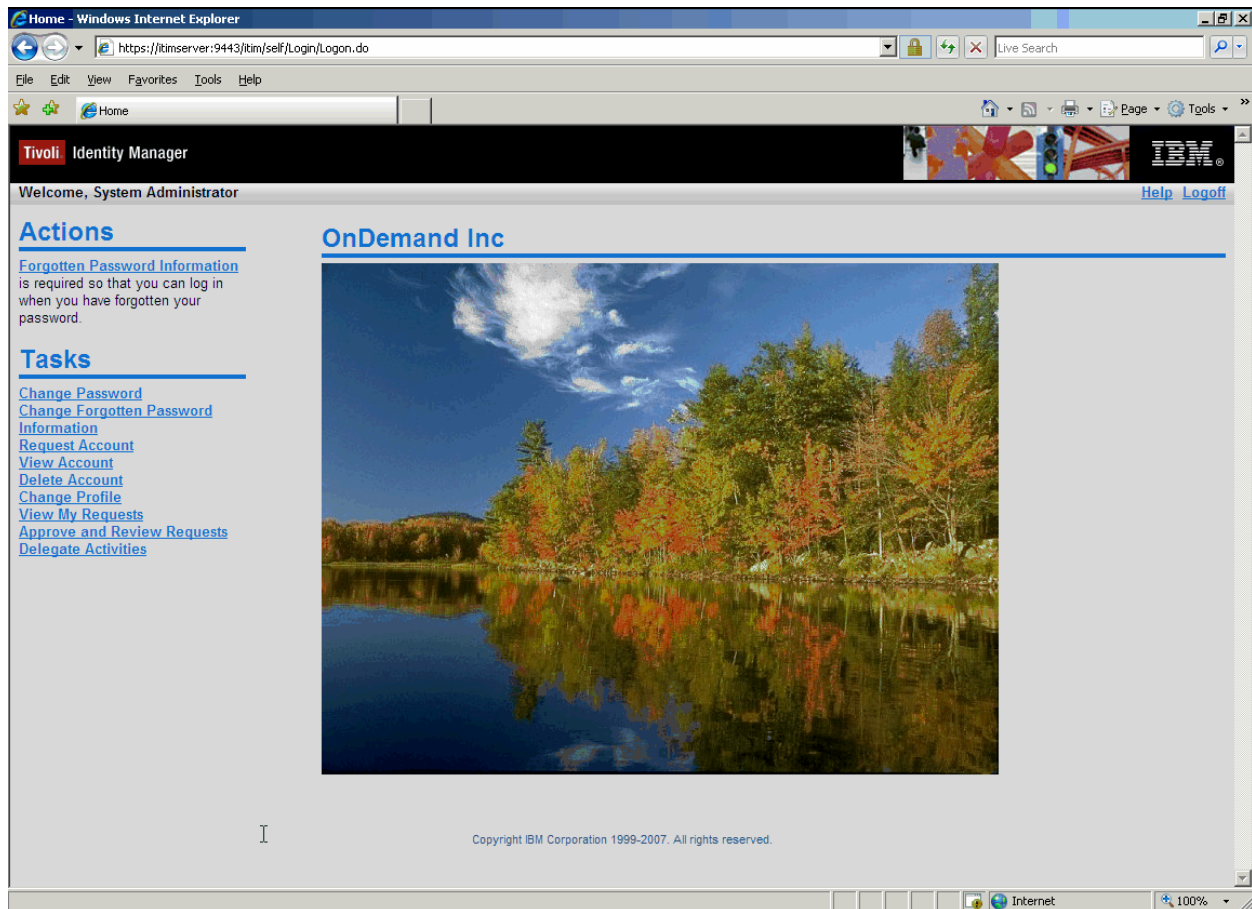 Home - Windows Internet Explorer
https://itimserver:9443/itim/self/Login/Logon.do
Live Search
File Edit View Favorites Tools Help
Home
Page Tools
Tivoli. Identity Manager
IBM®
Welcome, System Administrator
Help Logoff
Actions
OnDemand Inc
Forgotten Password Information
is required so that you can log in
when you have forgotten your
password.
Tasks
Change Password
Change Forgotten Password
Information
Request Account
View Account
Delete Account
Change Profile
View My Requests
Approve and Review Requests
Delegate Activities
Copyright IBM Corporation 1999-2007. All rights reserved.
Internet
100%